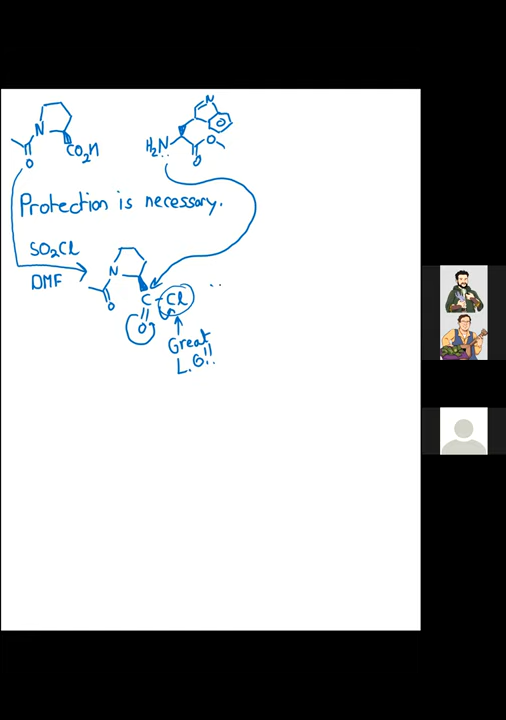 N
N
CO2H
H2N
O
O
O
Protection is necessary.
SO2Cl
DMF
N
O
C - Cl
O
Great
L.G!!